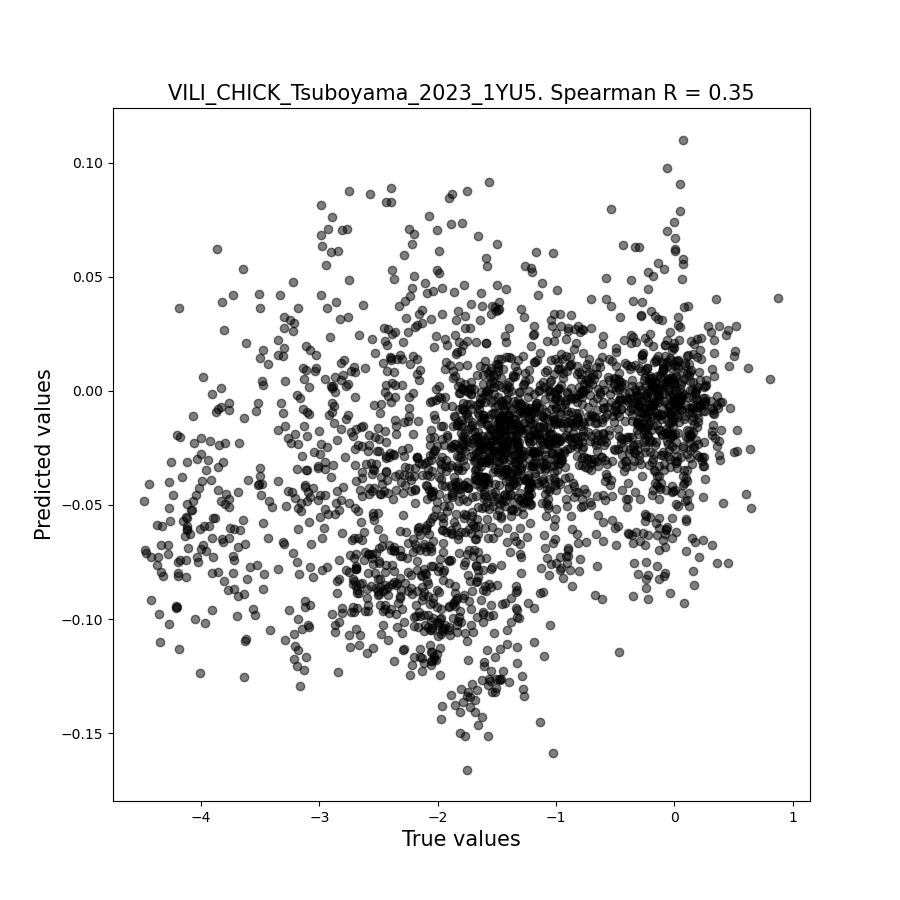 VILI_CHICK_Tsuboyama_2023_1YU5. Spearman R = 0.35
0.10
0.05
0.00
−0.05
−0.10
−0.15
Predicted values
−4 −3 −2 −1 0 1
True values